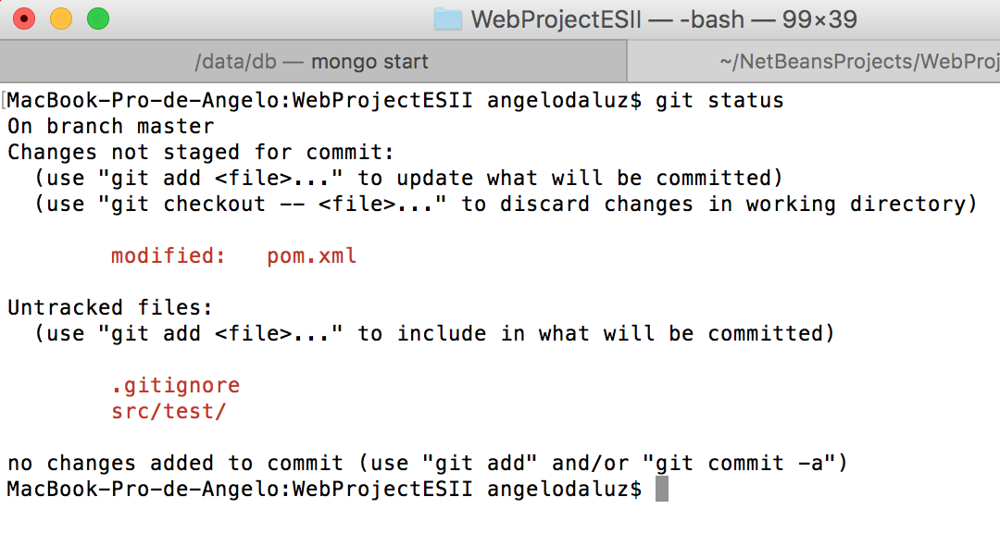 WebProjectESII — -bash — 99×39
/data/db — mongo start
~/NetBeansProjects/WebProj
MacBook-Pro-de-Angelo:WebProjectESII angelodaluz$ git status
On branch master
Changes not staged for commit:
  (use "git add <file>..." to update what will be committed)
  (use "git checkout -- <file>..." to discard changes in working directory)
        modified:   pom.xml
Untracked files:
  (use "git add <file>..." to include in what will be committed)
        .gitignore
        src/test/
no changes added to commit (use "git add" and/or "git commit -a")
MacBook-Pro-de-Angelo:WebProjectESII angelodaluz$